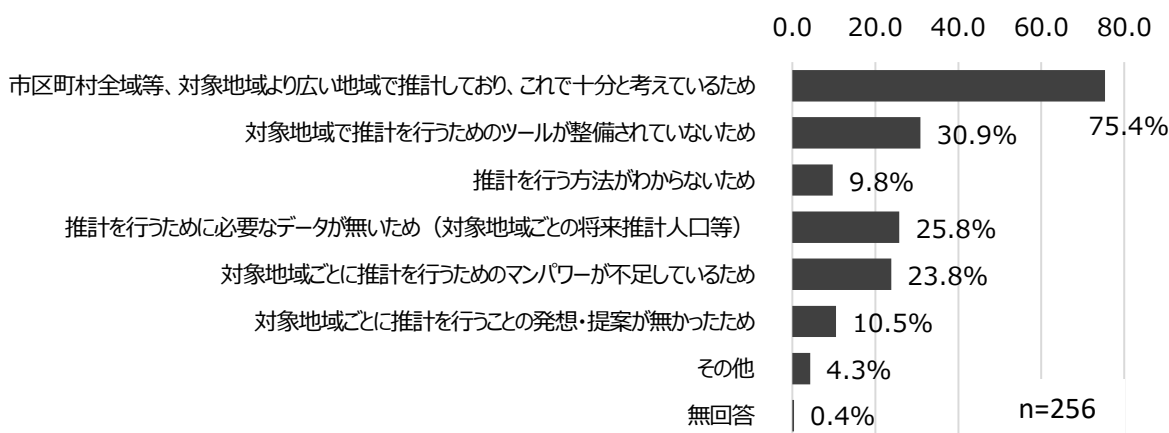 0.0 20.0 40.0 60.0 80.0
市区町村全域等、対象地域より広い地域で推計しており、これで十分と考えているため
75.4%
対象地域で推計を行うためのツールが整備されていないため 30.9%
推計を行う方法がわからないため 9.8%
推計を行うために必要なデータが無いため（対象地域ごとの将来推計人口等） 25.8%
対象地域ごとに推計を行うためのマンパワーが不足しているため 23.8%
対象地域ごとに推計を行うことの発想・提案が無かったため 10.5%
その他 4.3%
無回答 0.4%
n=256